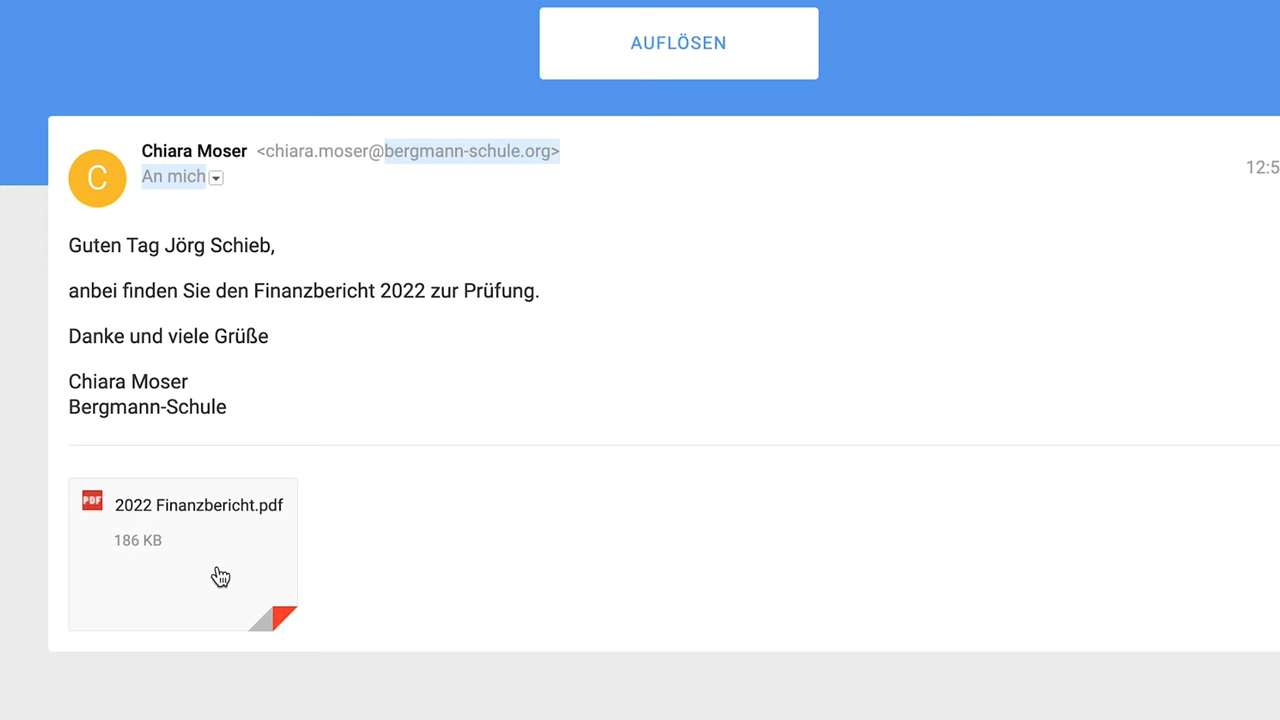 AUFLÖSEN
Chiara Moser <chiara.moser@bergmann-schule.org>
An mich
12:5
Guten Tag Jörg Schieb,
anbei finden Sie den Finanzbericht 2022 zur Prüfung.
Danke und viele Grüße
Chiara Moser
Bergmann-Schule
PDF 2022 Finanzbericht.pdf
186 KB
C